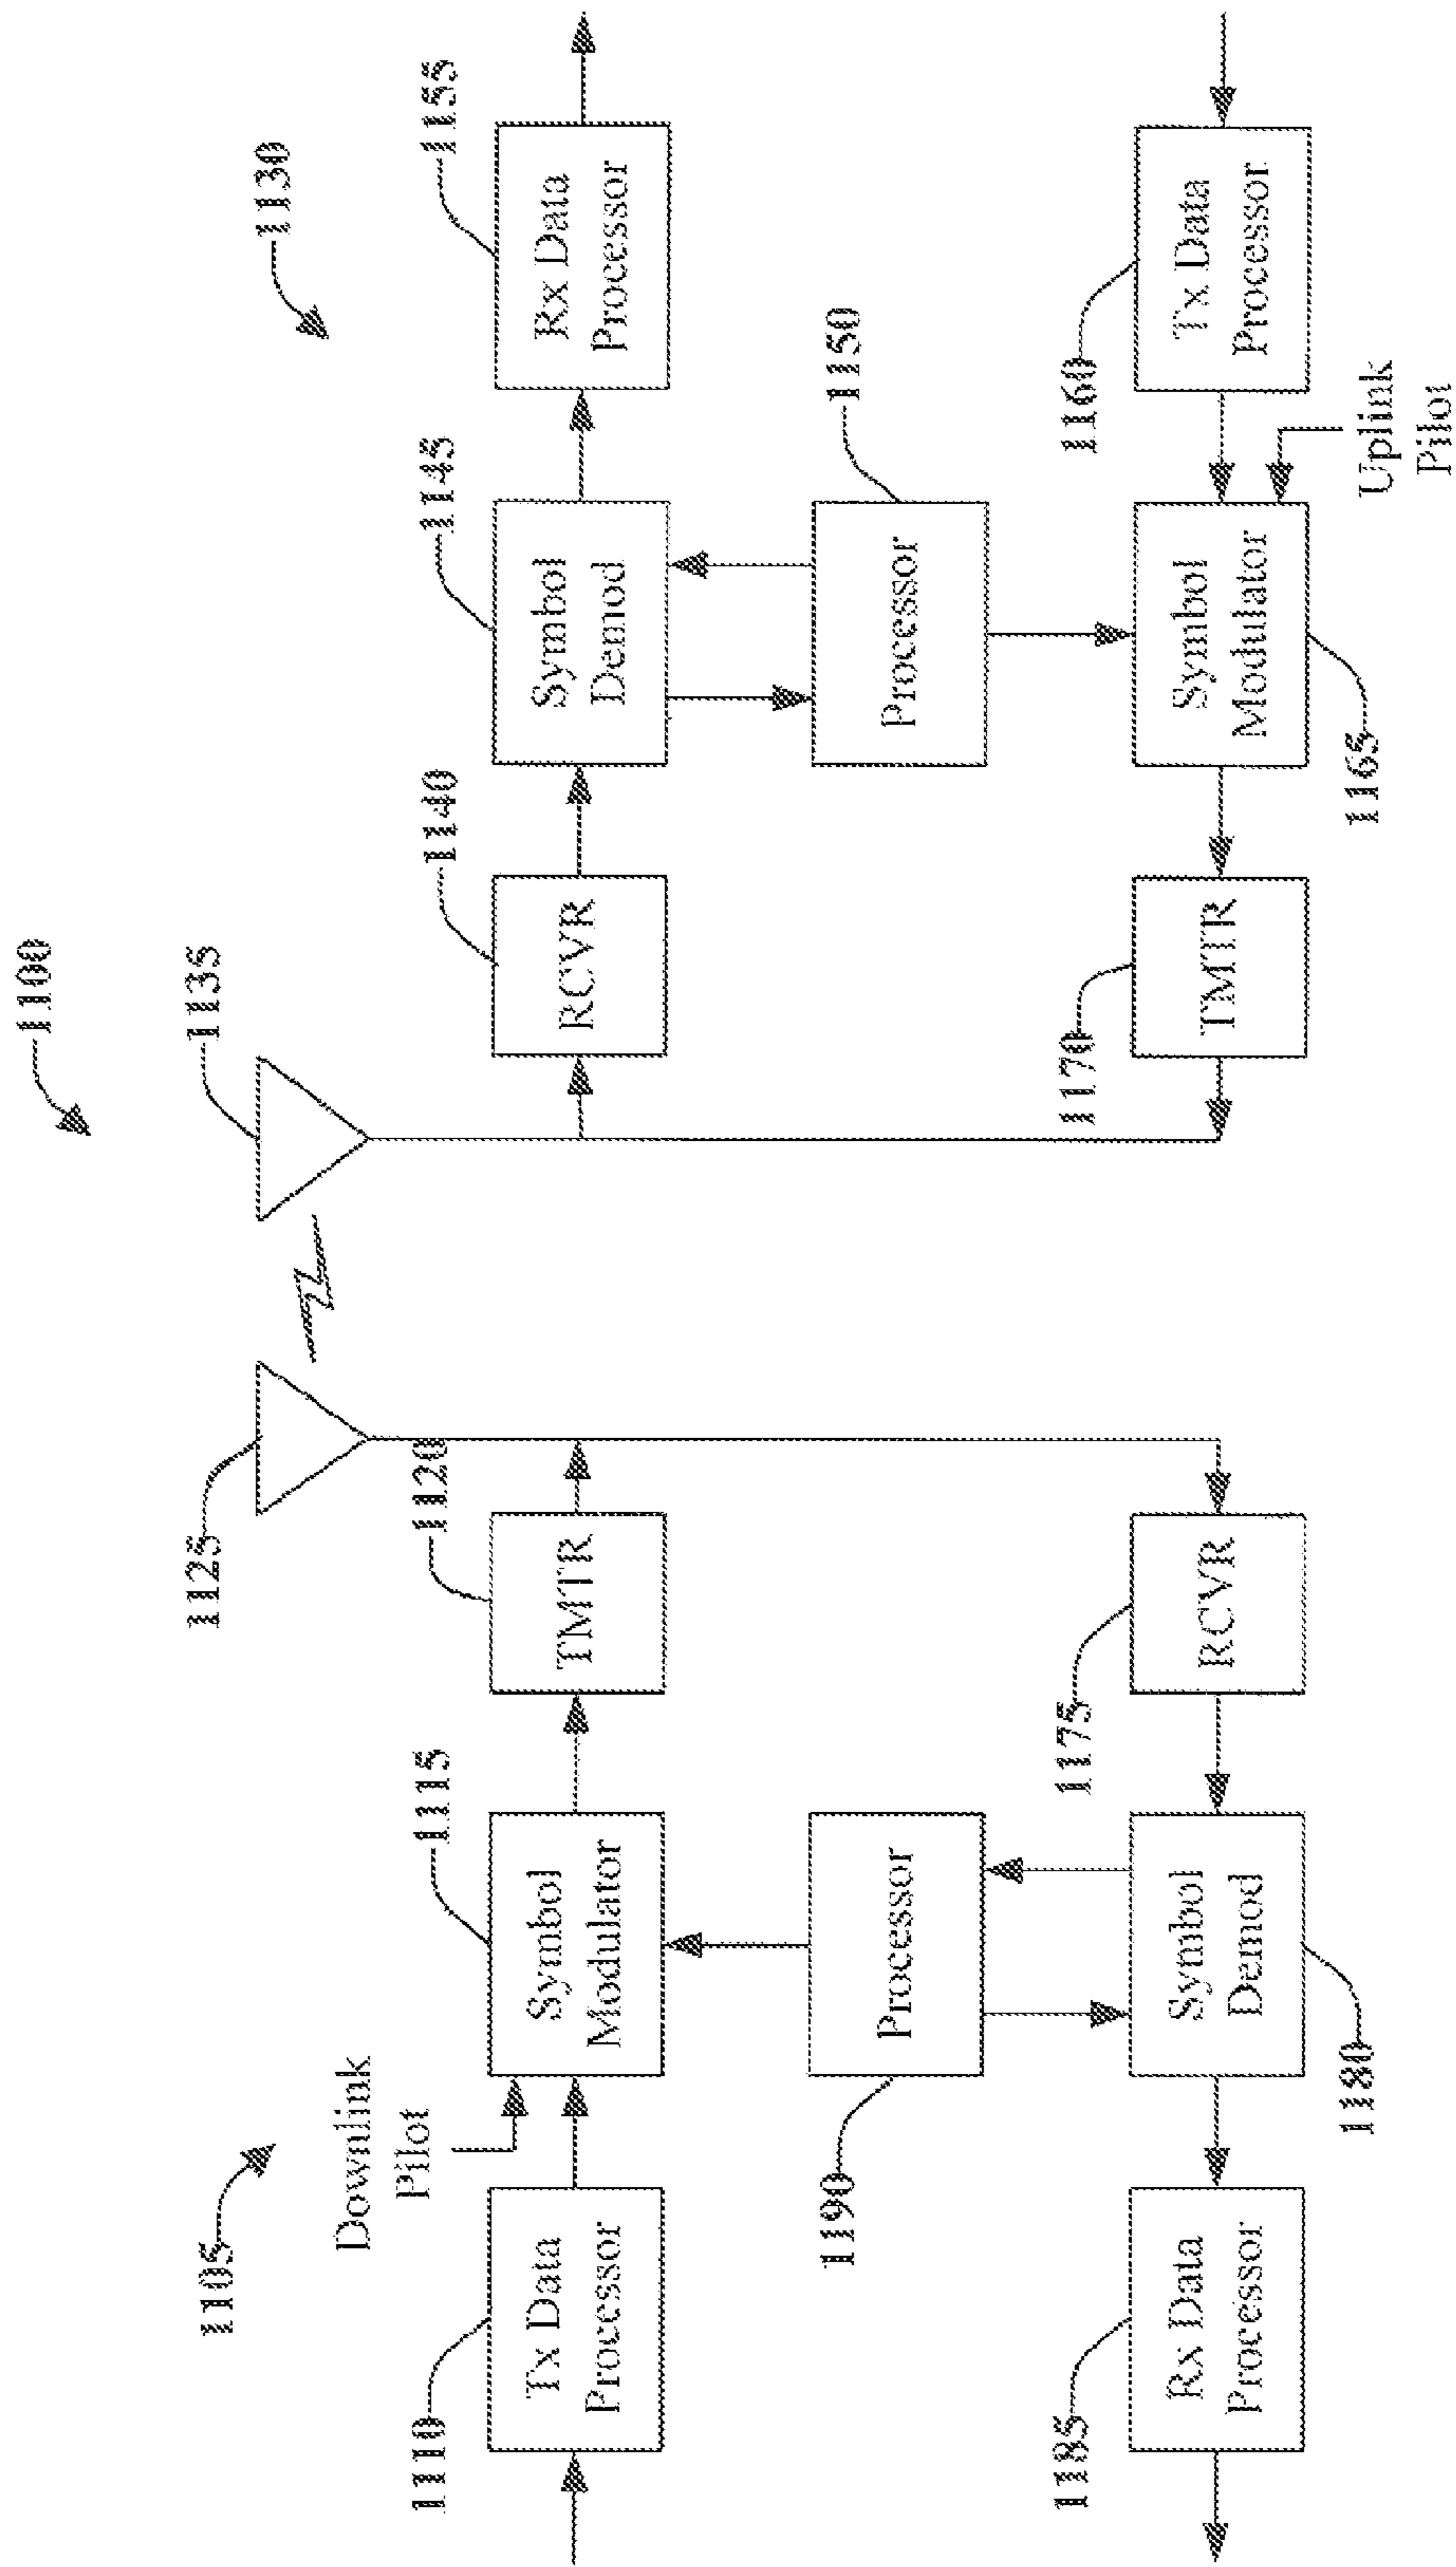 1100
1105
1125
1135
1130
Downlink
Pilot
1110
1115
1120
1140
1145
1155
Tx Data
Processor
Symbol
Modulator
TMTR
RCVR
Symbol
Demod
Rx Data
Processor
1190
Processor
Processor
1150
1185
1175
1170
1160
Rx Data
Processor
Symbol
Demod
RCVR
TMTR
Symbol
Modulator
Tx Data
Processor
1180
1165
Uplink
Pilot